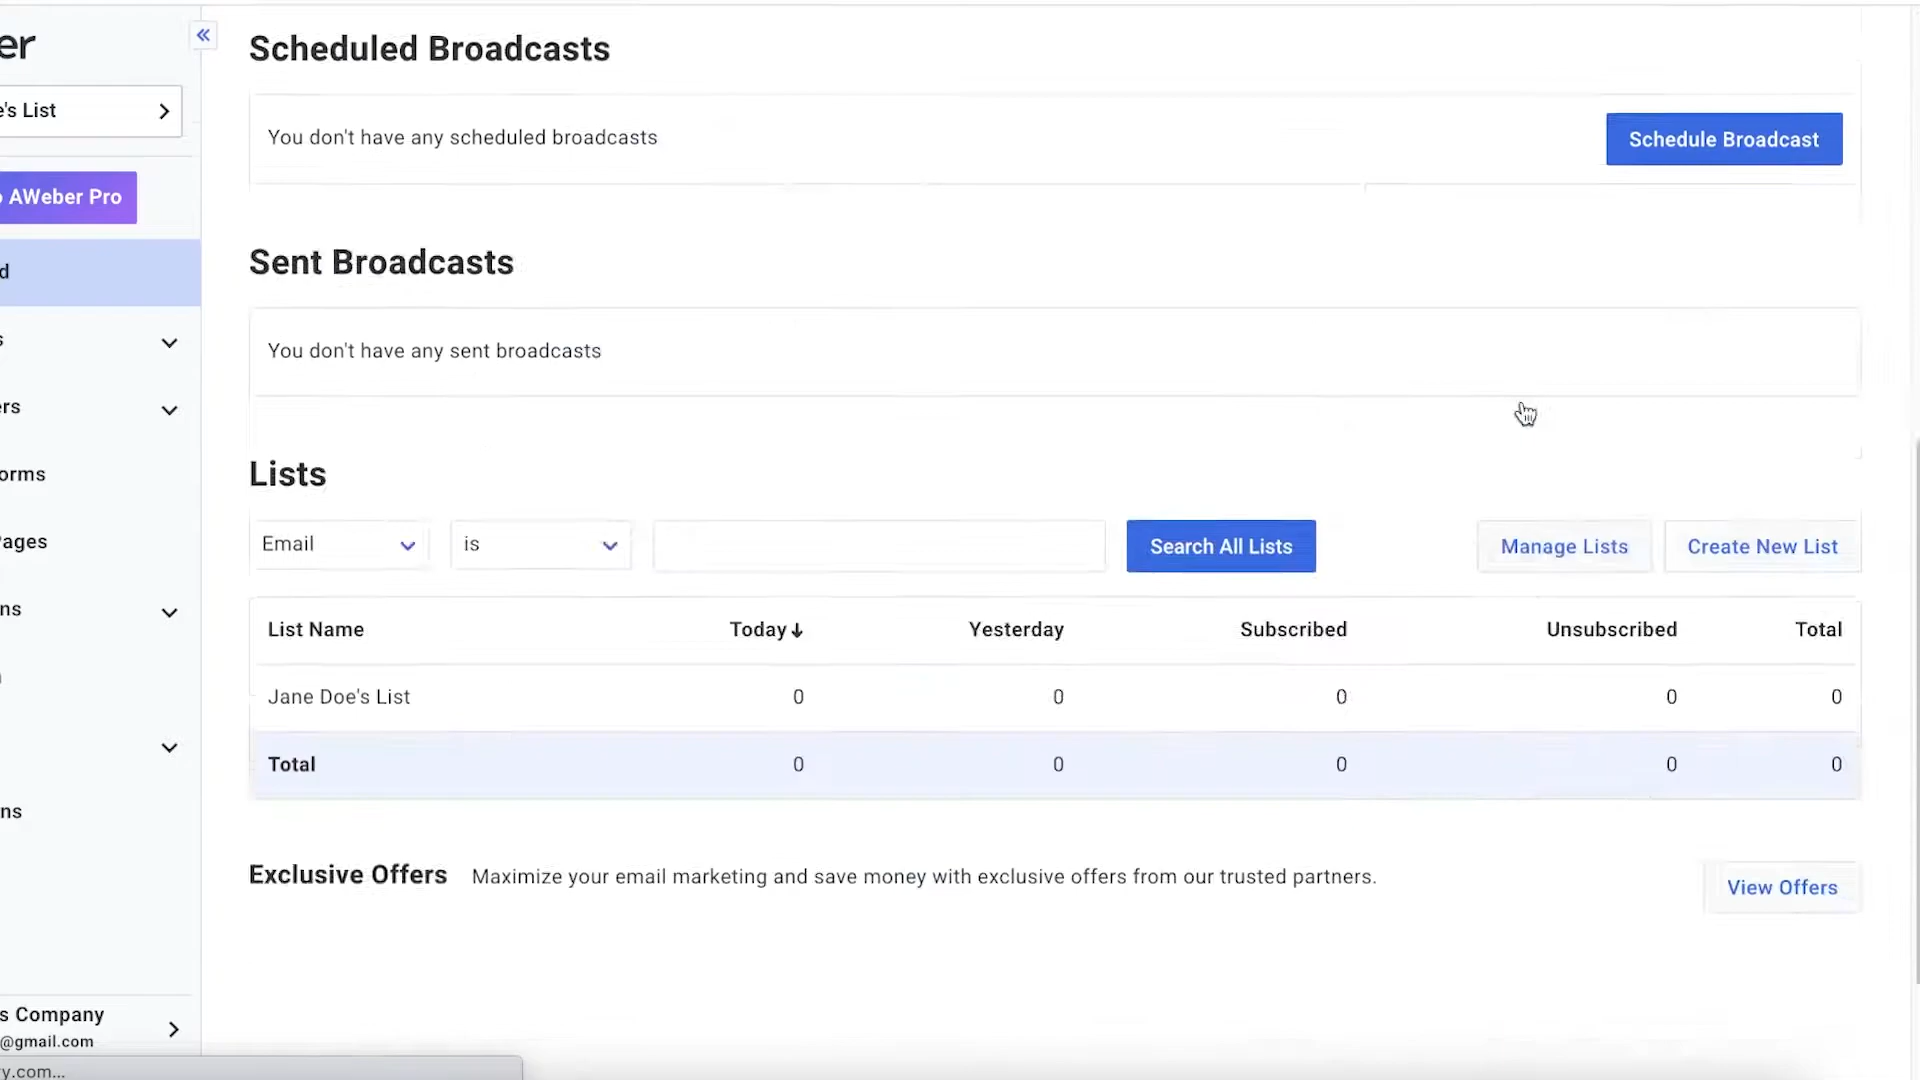 er
e's List
o AWeber Pro
d
s
ers
orms
Pages
ns
ns
s Company
@gmail.com
y.com...
Scheduled Broadcasts
You don't have any scheduled broadcasts
Schedule Broadcast
Sent Broadcasts
You don't have any sent broadcasts
Lists
Email is Search All Lists Manage Lists Create New List
List Name Today↓ Yesterday Subscribed Unsubscribed Total
Jane Doe's List 0 0 0 0 0
Total 0 0 0 0 0
Exclusive Offers Maximize your email marketing and save money with exclusive offers from our trusted partners.
View Offers